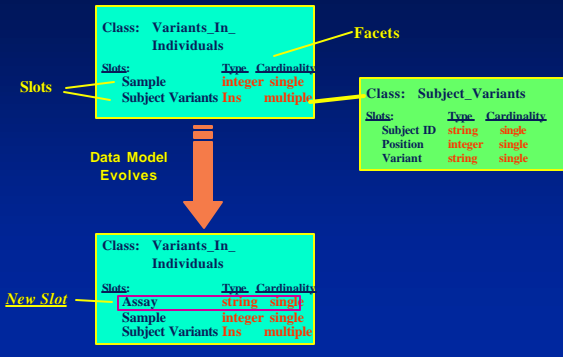 Class: Variants_In_
Individuals
Facets
Slots: Type Cardinality
Sample integer single
Subject Variants Ins multiple
Slots
Class: Subject_Variants
Slots: Type Cardinality
Subject ID string single
Position integer single
Variant string single
Data Model
Evolves
Class: Variants_In_
Individuals
Slots: Type Cardinality
New Slot
Assay string single
Sample integer single
Subject Variants Ins multiple